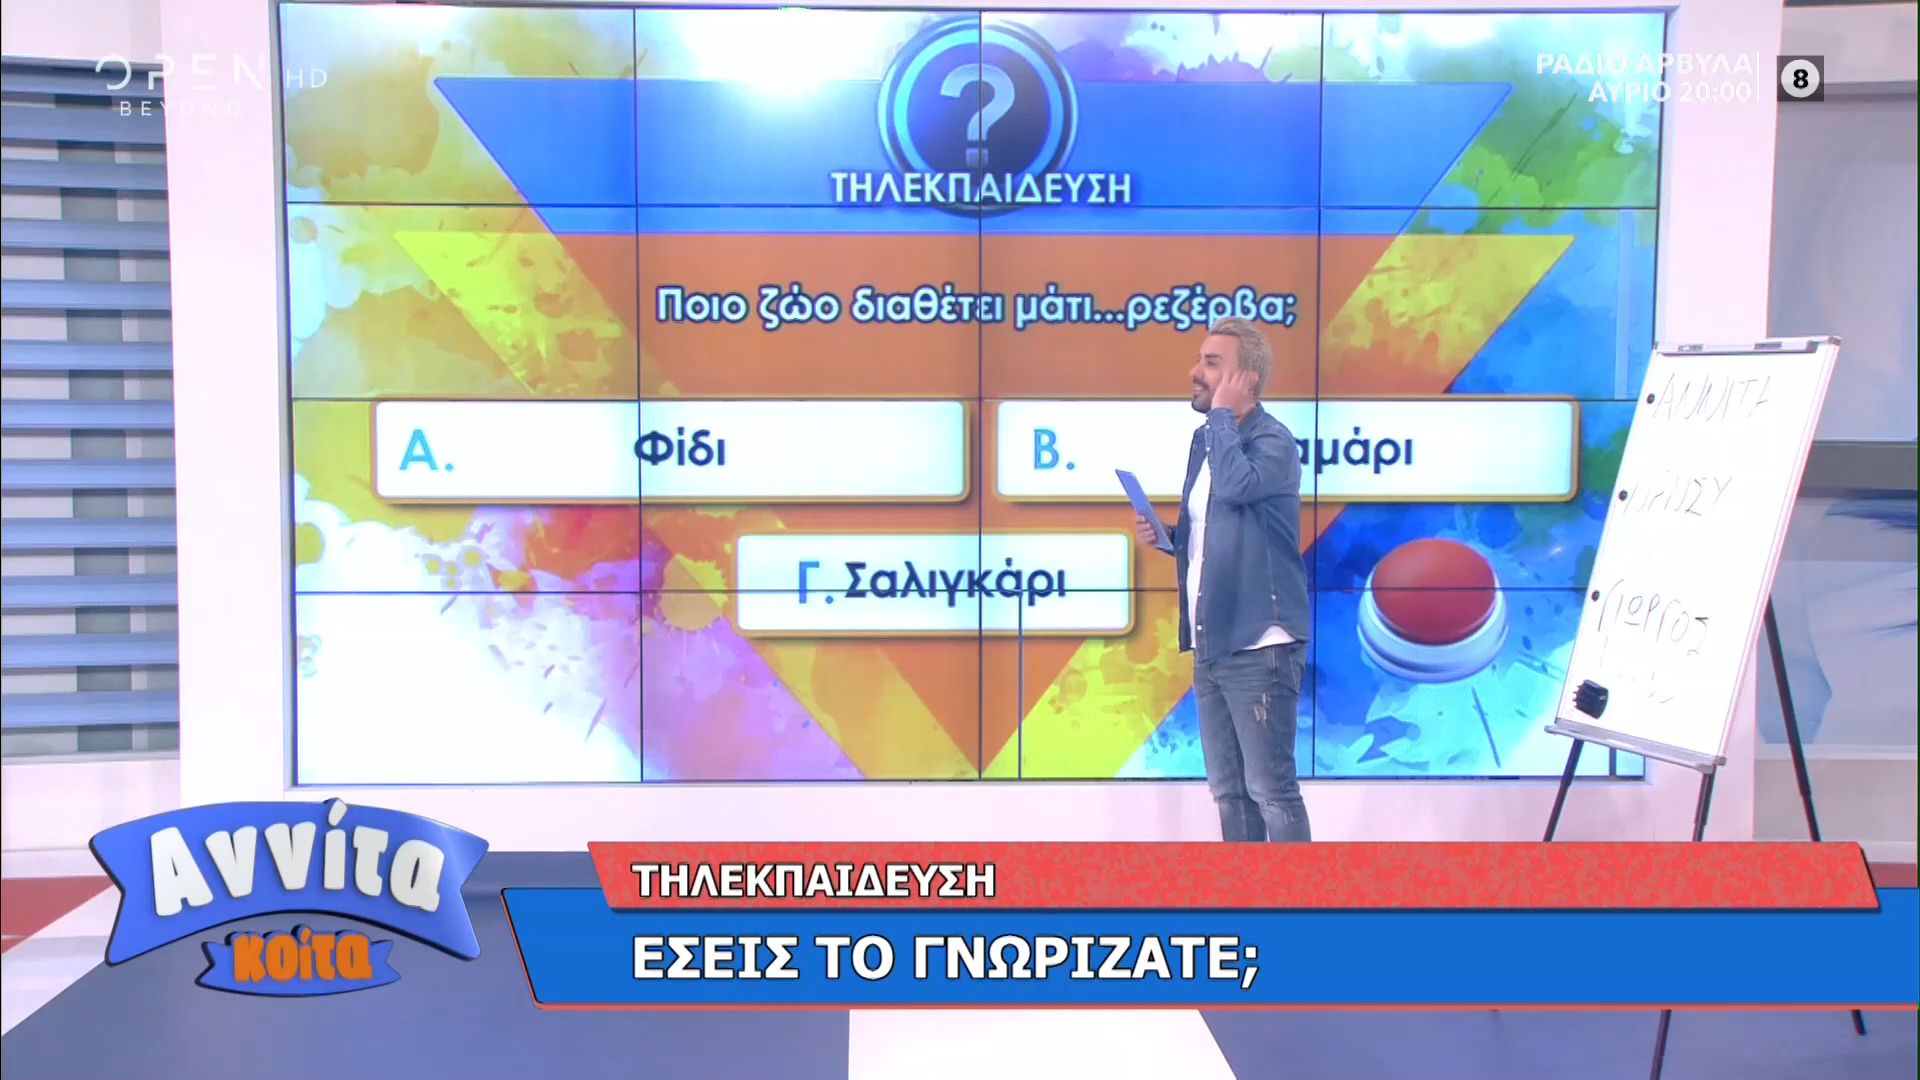 OPEN HD
BEYOND
ΡΑΔΙΟ ΑΡΒΥΛΑ
ΑΥΡΙΟ 20:00
8
?
ΤΗΛΕΚΠΑΙΔΕΥΣΗ
Ποιο ζώο διαθέτει μάτι...ρεζέρβα;
Α. Φίδι
Β. αμάρι
Γ. Σαλιγκάρι
ΑΝΝΙΤΑ
ΓΙΩΡΓΟΣ
Αννίτα
κοίτα
ΤΗΛΕΚΠΑΙΔΕΥΣΗ
ΕΣΕΙΣ ΤΟ ΓΝΩΡΙΖΑΤΕ;